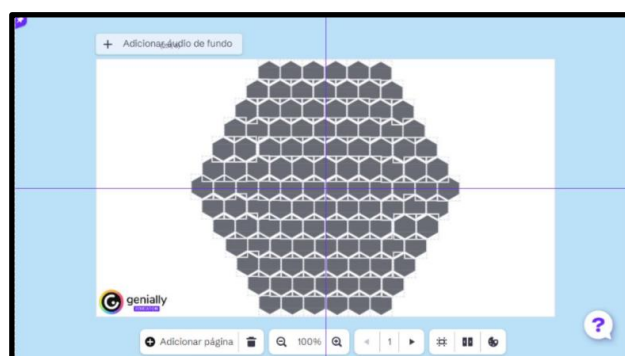 + Adicionar áudio de fundo
genially
Adicionar página
100%
1
?